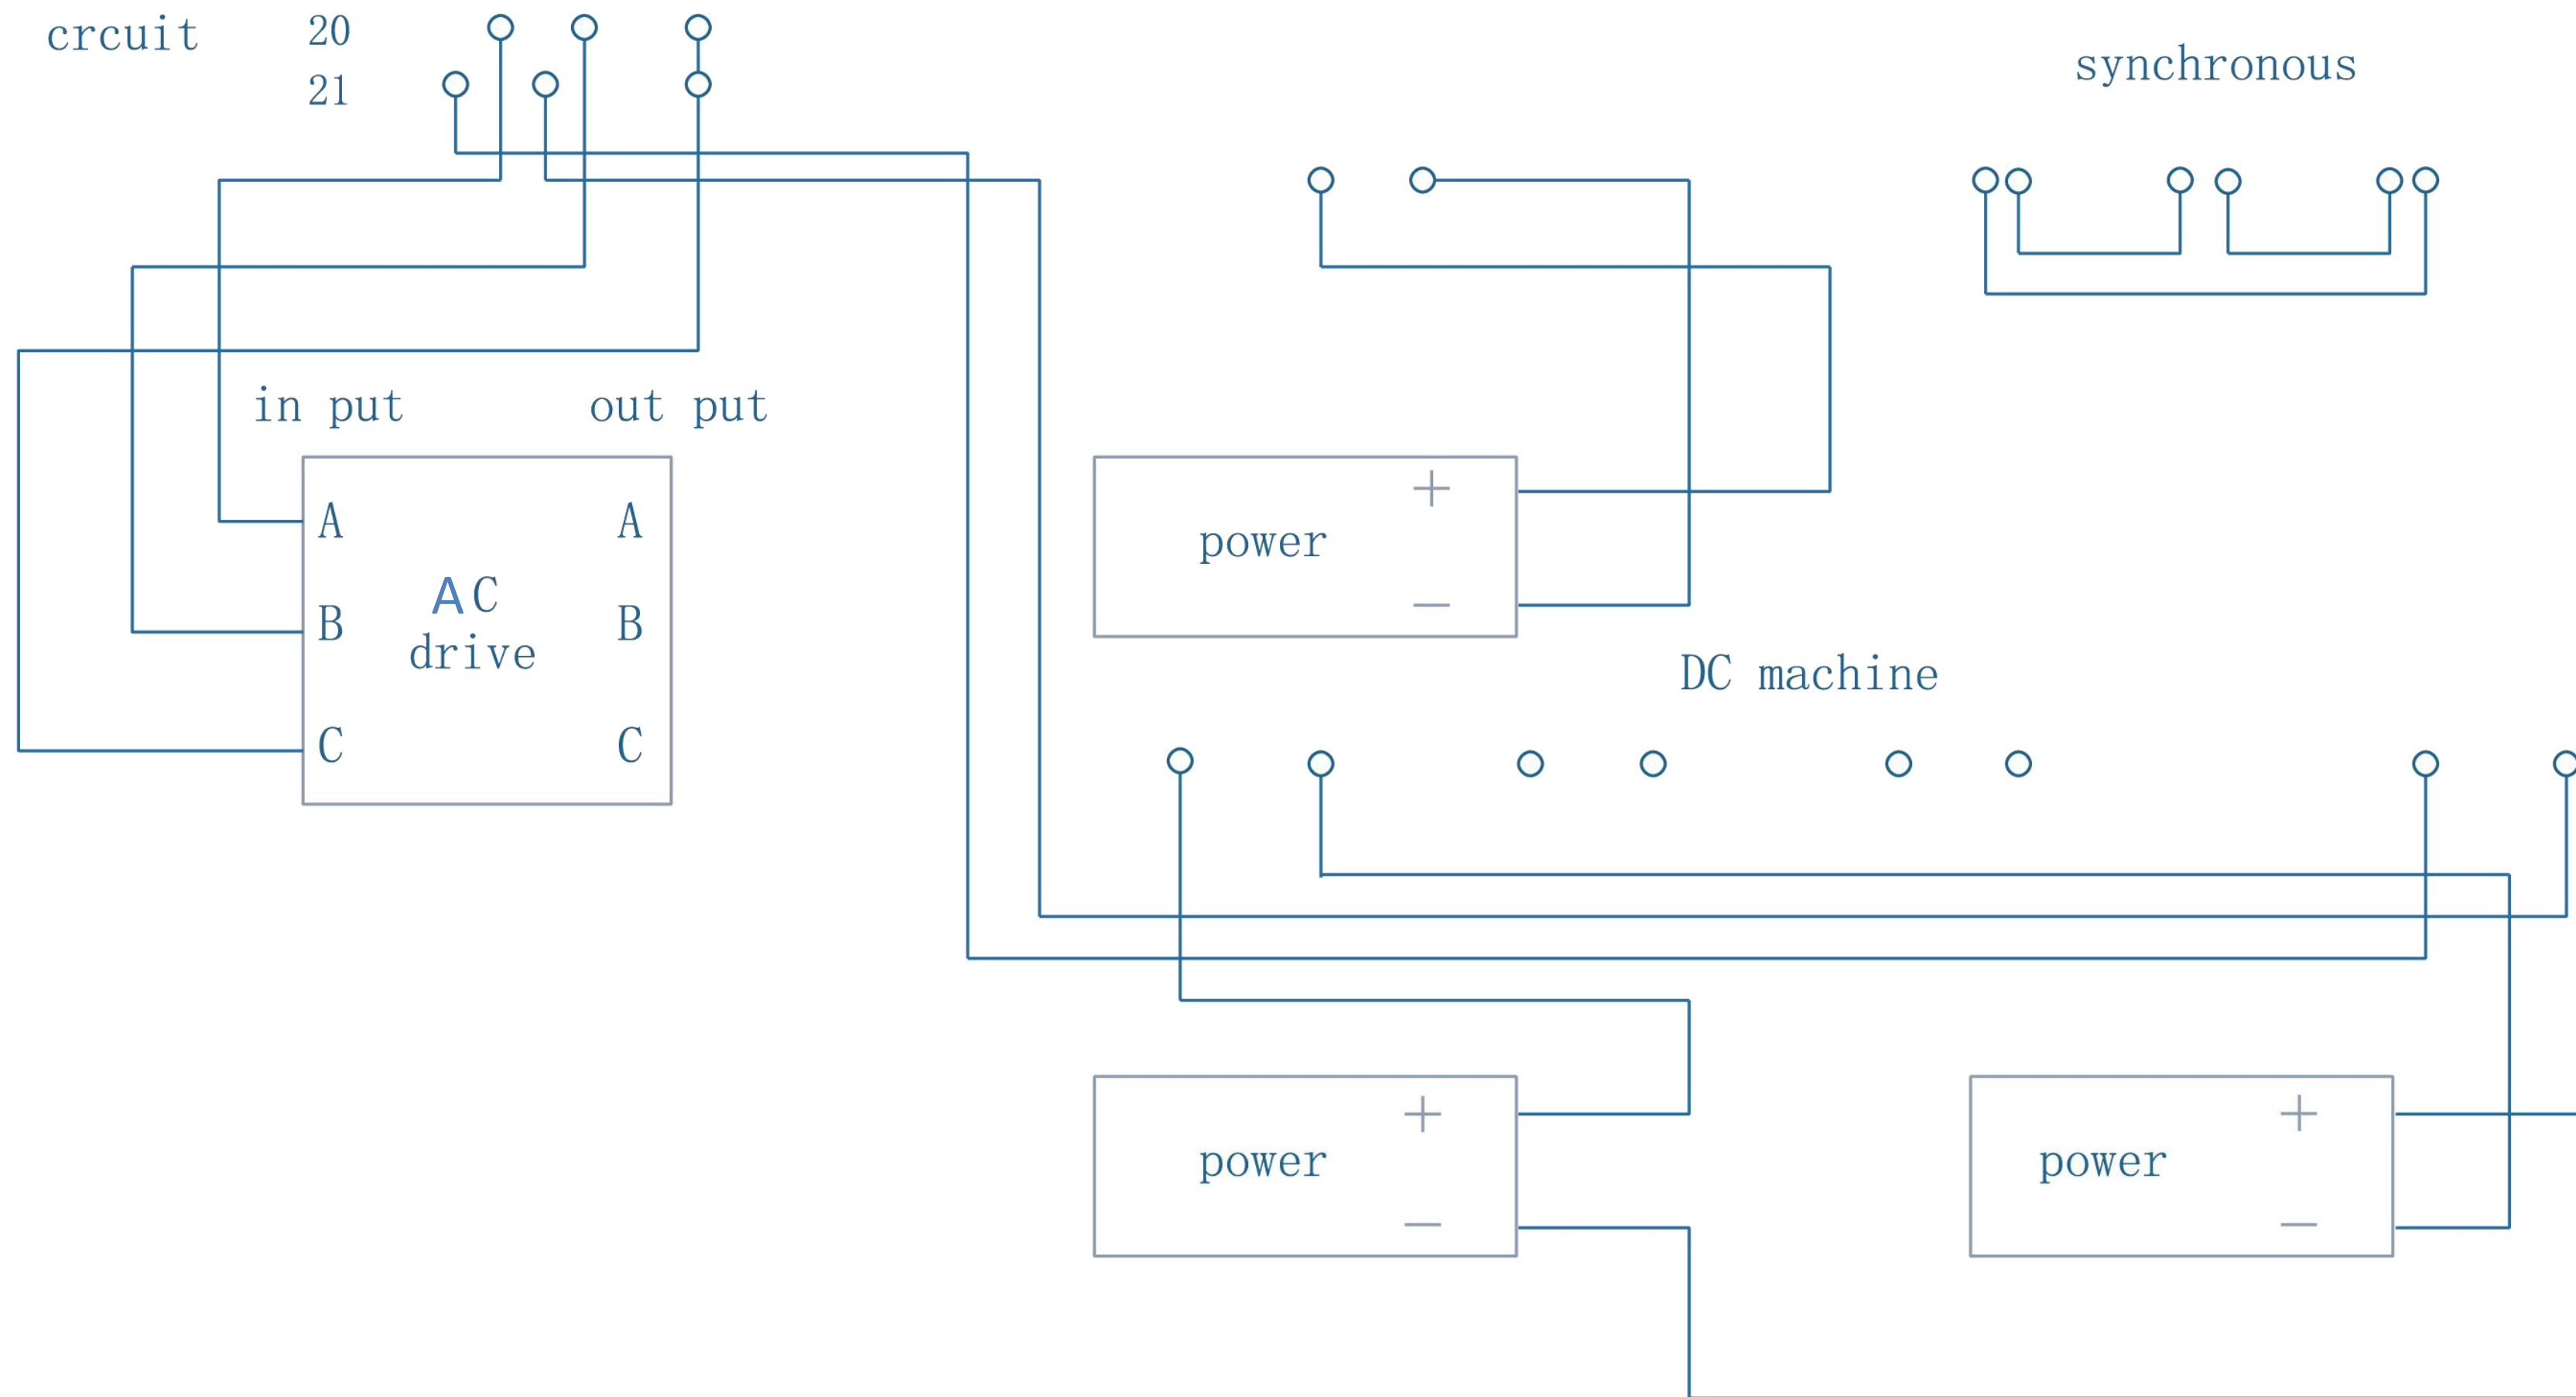 crcuit 20
21
synchronous
in put out put
A A
AC
B B
drive
C C
+
power
−
DC machine
+ +
power power
− −